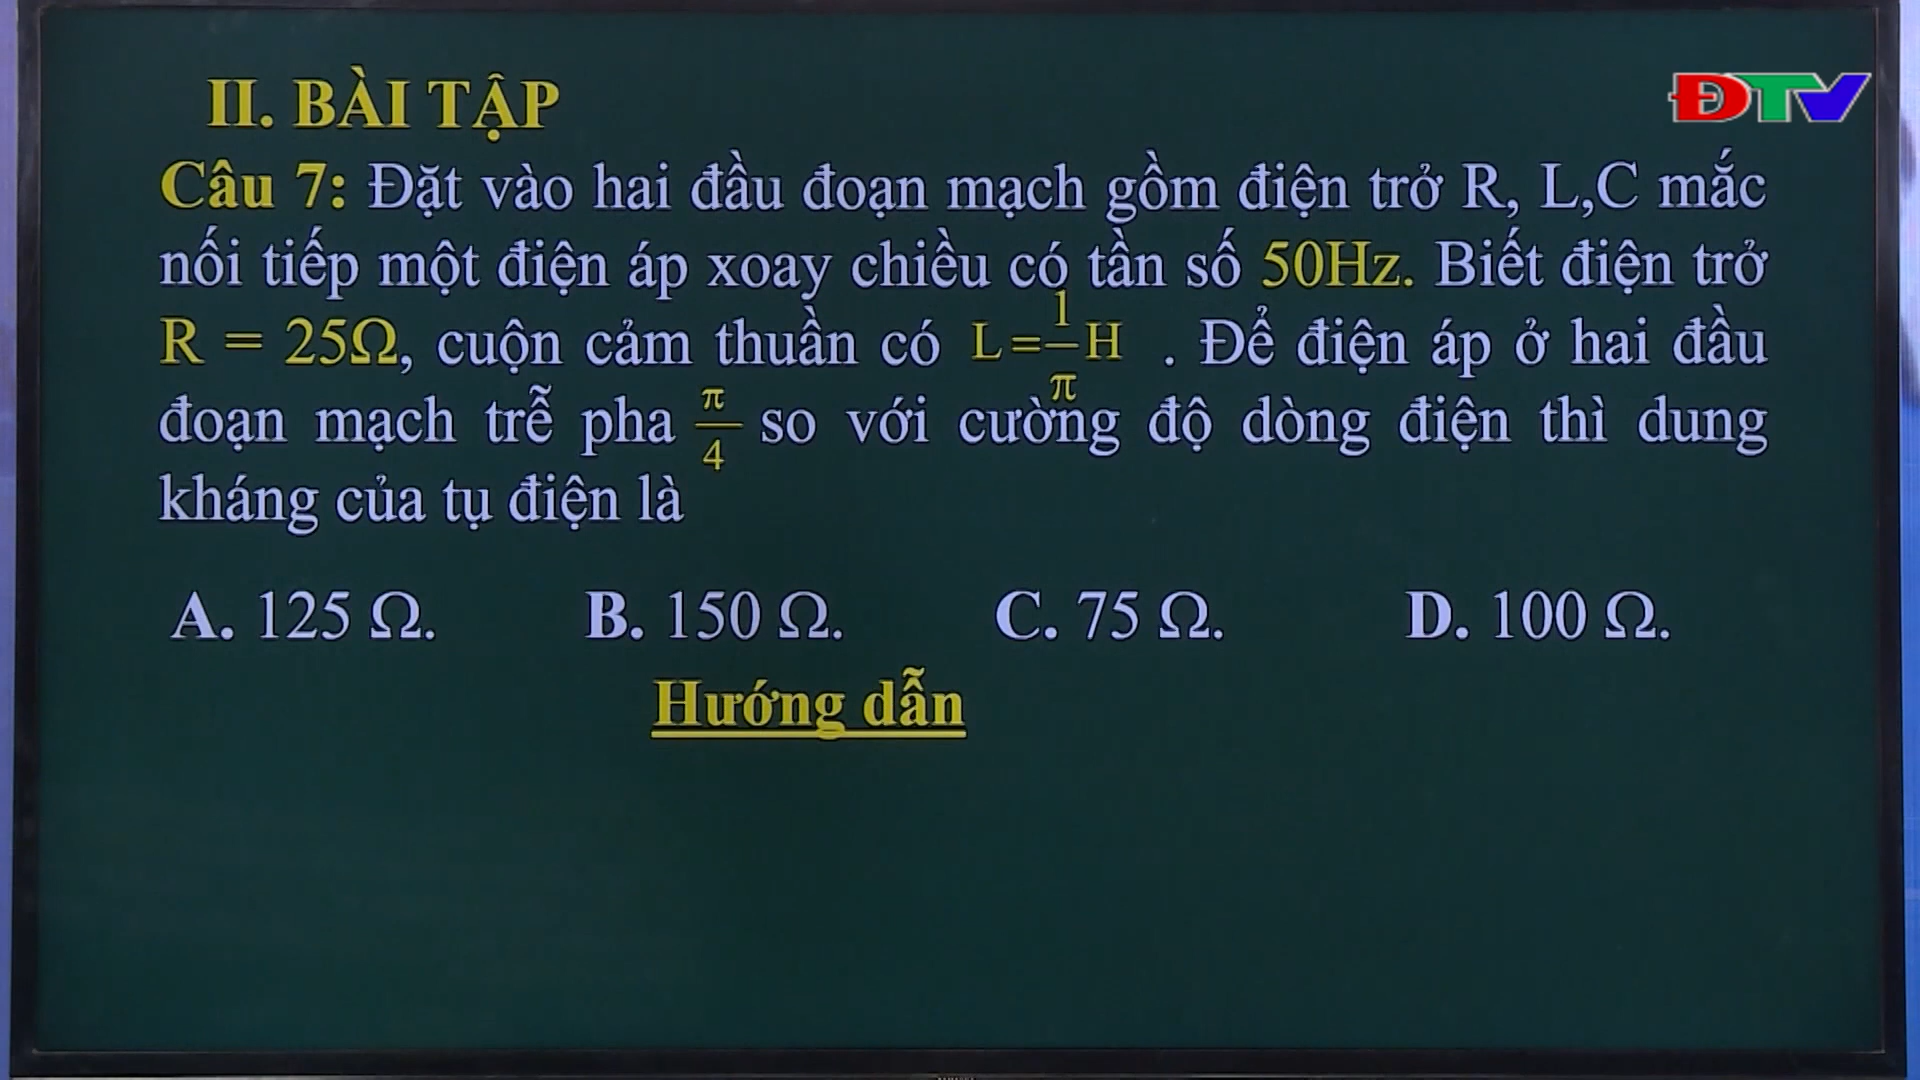 II. BÀI TẬP
ĐTV
Câu 7: Đặt vào hai đầu đoạn mạch gồm điện trở R, L,C mắc
nối tiếp một điện áp xoay chiều có tần số 50Hz. Biết điện trở
R = 25Ω, cuộn cảm thuần có L=1/π H . Để điện áp ở hai đầu
đoạn mạch trễ pha π/4 so với cường độ dòng điện thì dung
kháng của tụ điện là
A. 125 Ω. B. 150 Ω. C. 75 Ω. D. 100 Ω.
Hướng dẫn